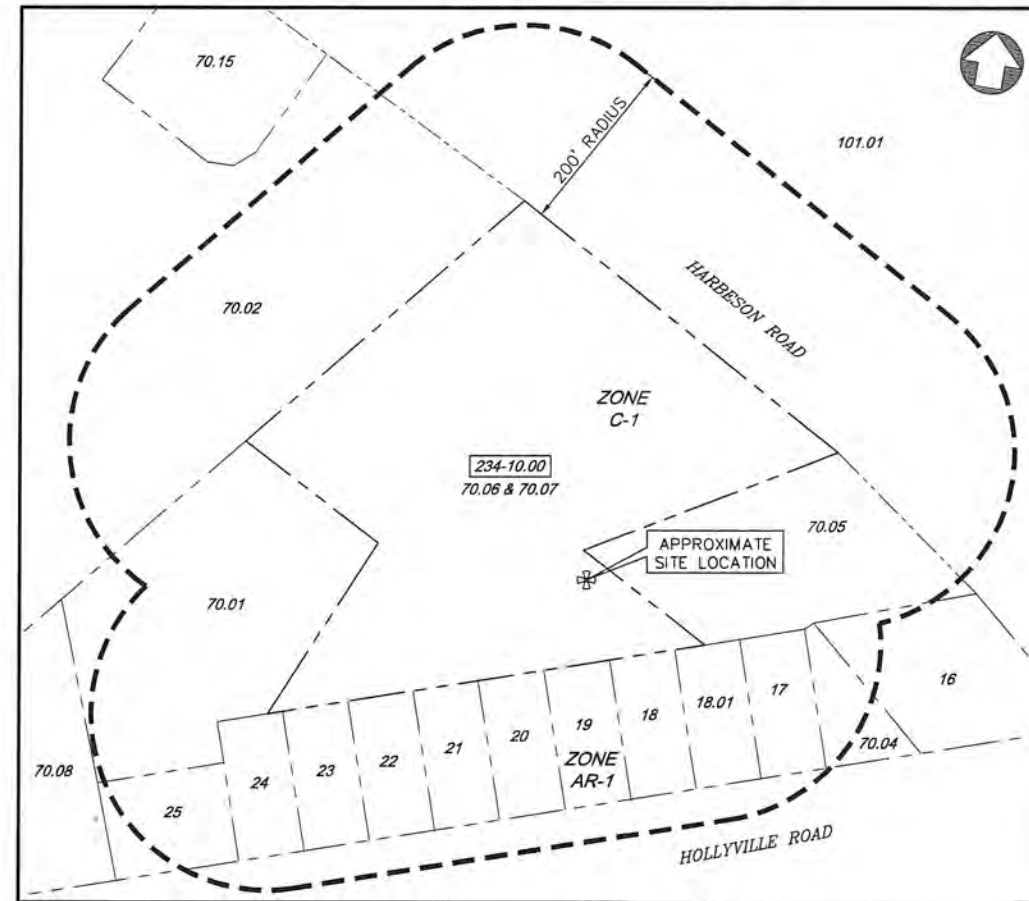 70.15
200' RADIUS
101.01
HARBESON ROAD
70.02
ZONE
C-1
234-10.00
70.06 & 70.07
70.05
APPROXIMATE
SITE LOCATION
70.01
16
17
18.01
18
19
20
21
22
23
24
ZONE
AR-1
70.04
70.08
25
HOLLYVILLE ROAD